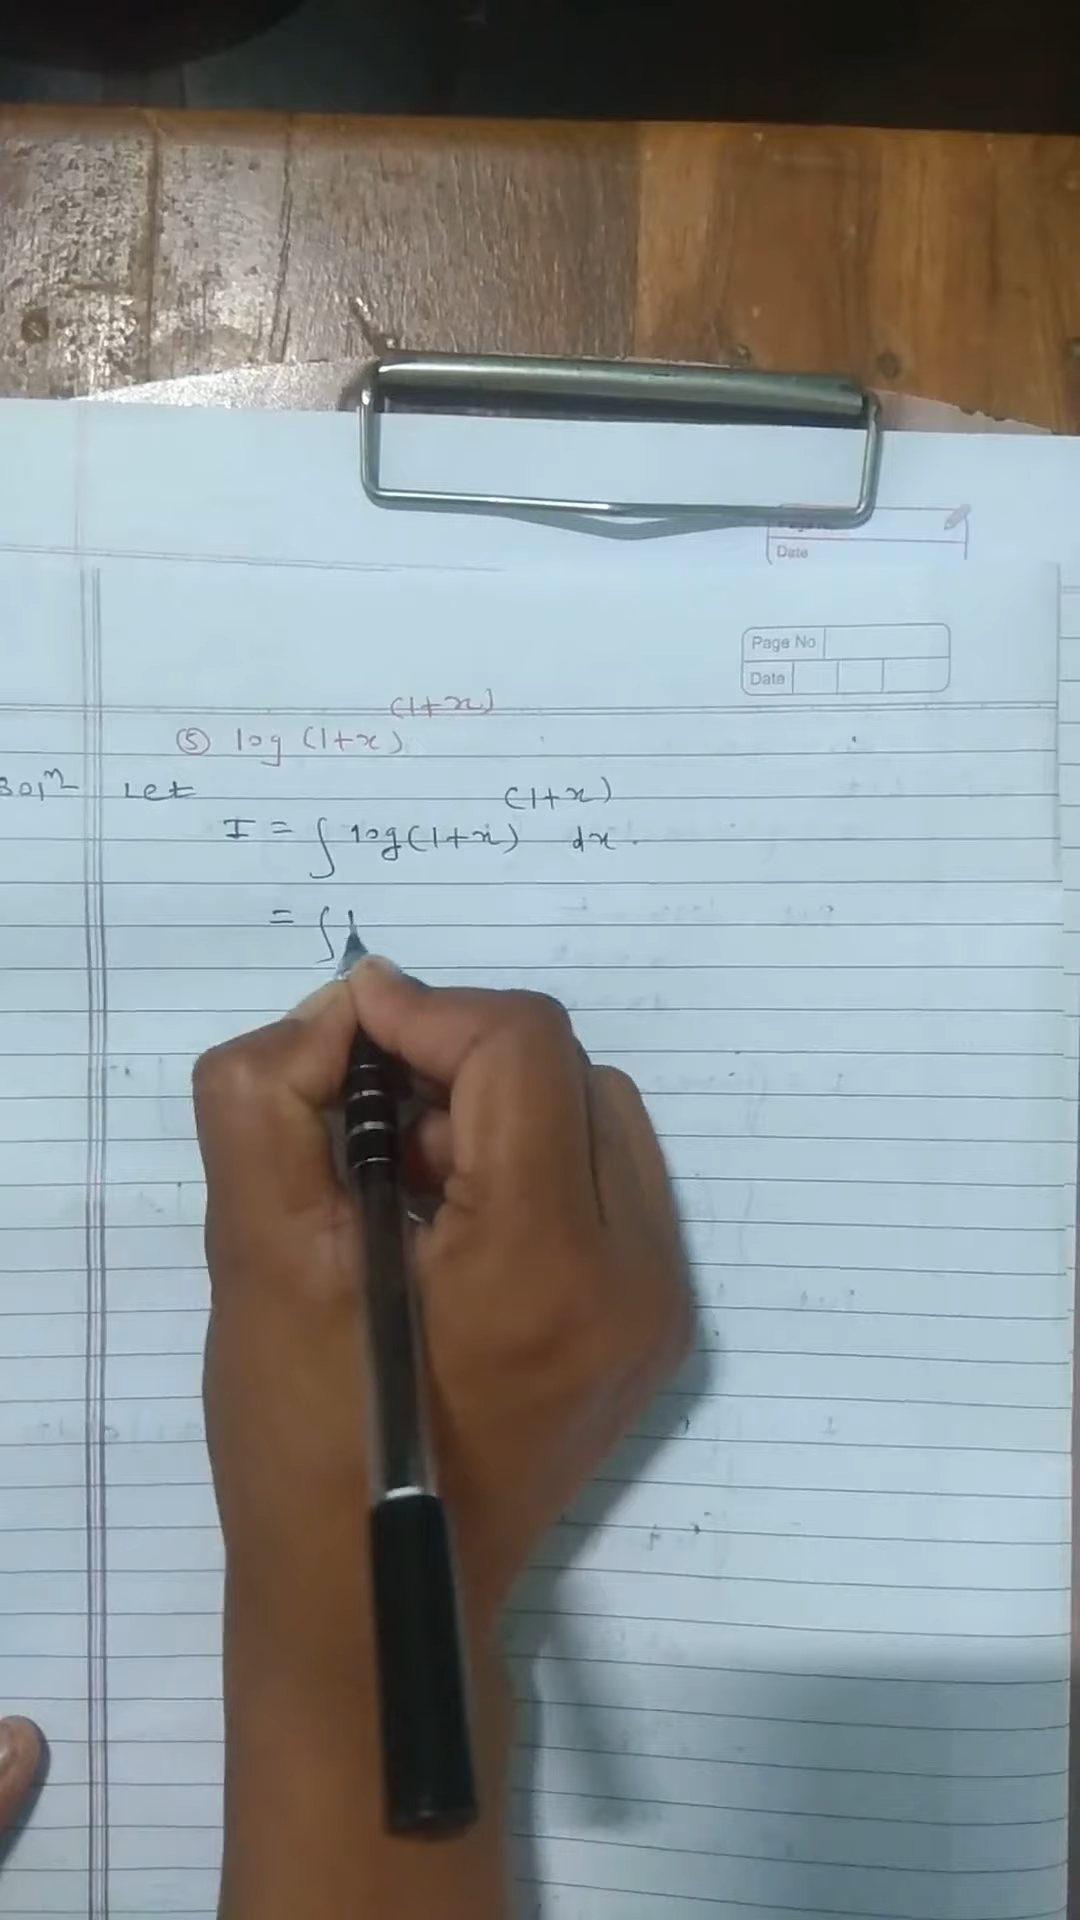 Page No
Date
Date
⑤ log (1+x)^(1+x)
Solⁿ Let
I = ∫ log(1+x)^(1+x) dx.
= ∫